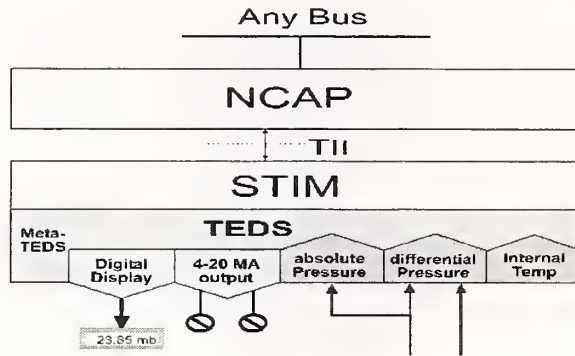 Any Bus
NCAP
TII
STIM
TEDS
Meta-
TEDS
Digital
Display
4-20 MA
output
absolute
Pressure
differential
Pressure
Internal
Temp
23.85 mb